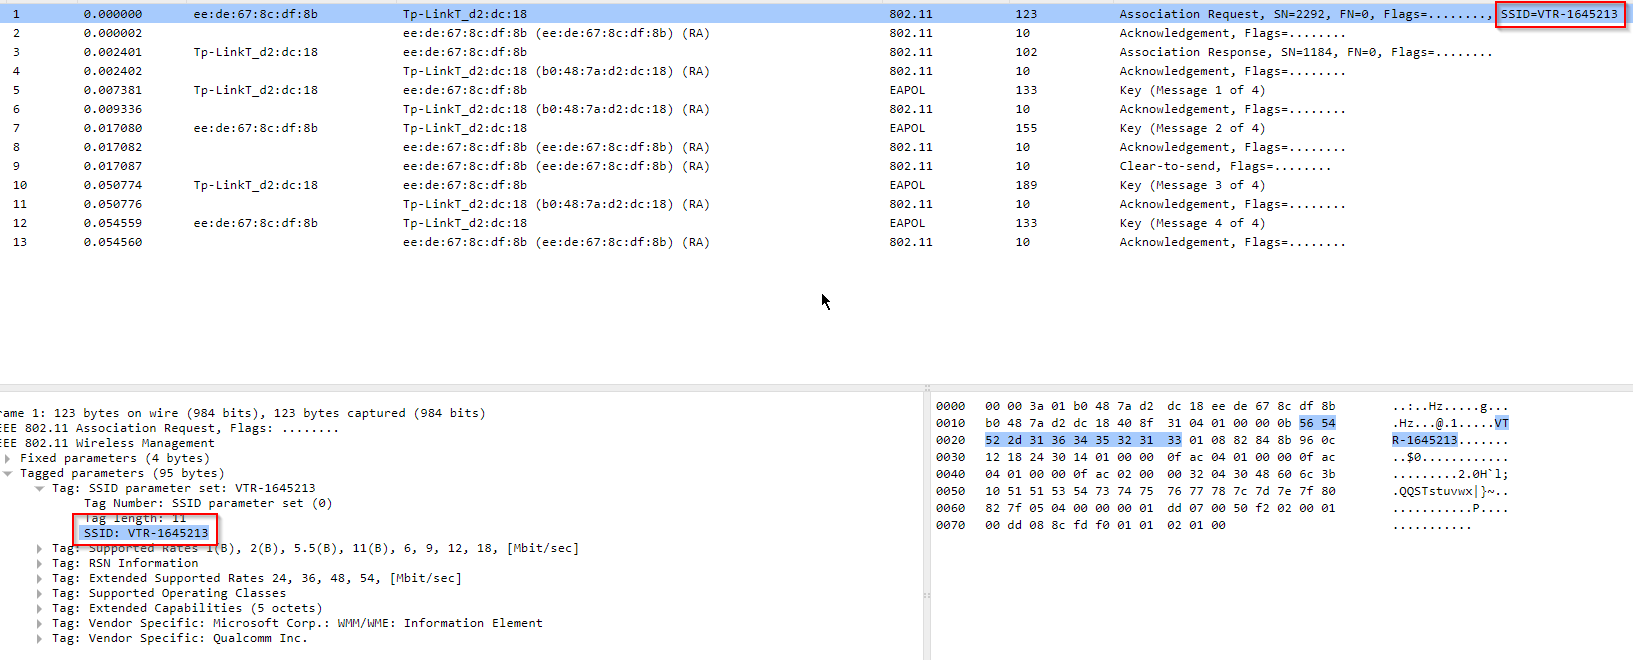 1 0.000000 ee:de:67:8c:df:8b Tp-LinkT_d2:dc:18 802.11 123 Association Request, SN=2292, FN=0, Flags=........, SSID=VTR-1645213
2 0.000002 ee:de:67:8c:df:8b (ee:de:67:8c:df:8b) (RA) 802.11 10 Acknowledgement, Flags=........
3 0.002401 Tp-LinkT_d2:dc:18 ee:de:67:8c:df:8b 802.11 102 Association Response, SN=1184, FN=0, Flags=........
4 0.002402 Tp-LinkT_d2:dc:18 (b0:48:7a:d2:dc:18) (RA) 802.11 10 Acknowledgement, Flags=........
5 0.007381 Tp-LinkT_d2:dc:18 ee:de:67:8c:df:8b EAPOL 133 Key (Message 1 of 4)
6 0.009336 Tp-LinkT_d2:dc:18 (b0:48:7a:d2:dc:18) (RA) 802.11 10 Acknowledgement, Flags=........
7 0.017080 ee:de:67:8c:df:8b Tp-LinkT_d2:dc:18 EAPOL 155 Key (Message 2 of 4)
8 0.017082 ee:de:67:8c:df:8b (ee:de:67:8c:df:8b) (RA) 802.11 10 Acknowledgement, Flags=........
9 0.017087 ee:de:67:8c:df:8b (ee:de:67:8c:df:8b) (RA) 802.11 10 Clear-to-send, Flags=........
10 0.050774 Tp-LinkT_d2:dc:18 ee:de:67:8c:df:8b EAPOL 189 Key (Message 3 of 4)
11 0.050776 Tp-LinkT_d2:dc:18 (b0:48:7a:d2:dc:18) (RA) 802.11 10 Acknowledgement, Flags=........
12 0.054559 ee:de:67:8c:df:8b Tp-LinkT_d2:dc:18 EAPOL 133 Key (Message 4 of 4)
13 0.054560 ee:de:67:8c:df:8b (ee:de:67:8c:df:8b) (RA) 802.11 10 Acknowledgement, Flags=........
rame 1: 123 bytes on wire (984 bits), 123 bytes captured (984 bits)
EEE 802.11 Association Request, Flags: ........
EEE 802.11 Wireless Management
Fixed parameters (4 bytes)
Tagged parameters (95 bytes)
Tag: SSID parameter set: VTR-1645213
Tag Number: SSID parameter set (0)
Tag length: 11
SSID: VTR-1645213
Tag: Supported Rates 1(B), 2(B), 5.5(B), 11(B), 6, 9, 12, 18, [Mbit/sec]
Tag: RSN Information
Tag: Extended Supported Rates 24, 36, 48, 54, [Mbit/sec]
Tag: Supported Operating Classes
Tag: Extended Capabilities (5 octets)
Tag: Vendor Specific: Microsoft Corp.: WMM/WME: Information Element
Tag: Vendor Specific: Qualcomm Inc.
0000 00 00 3a 01 b0 48 7a d2 dc 18 ee de 67 8c df 8b ..:..Hz.....g...
0010 b0 48 7a d2 dc 18 40 8f 31 04 01 00 00 0b 56 54 .Hz...@.1.....VT
0020 52 2d 31 36 34 35 32 31 33 01 08 82 84 8b 96 0c R-1645213.......
0030 12 18 24 30 14 01 00 00 0f ac 04 01 00 00 0f ac ..$0............
0040 04 01 00 00 0f ac 02 00 00 32 04 30 48 60 6c 3b .........2.0H`l;
0050 10 51 51 53 54 73 74 75 76 77 78 7c 7d 7e 7f 80 .QQSTstuvwx|}~..
0060 82 7f 05 04 00 00 00 01 dd 07 00 50 f2 02 00 01 ...........P....
0070 00 dd 08 8c fd f0 01 01 02 01 00 ...........